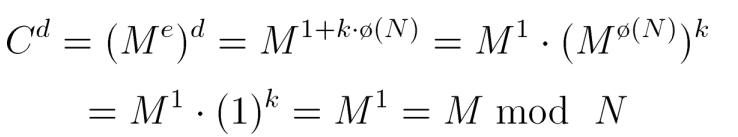 C^d = (M^e)^d = M^{1+k·ø(N)} = M^1 · (M^{ø(N)})^k
= M^1 · (1)^k = M^1 = M mod N